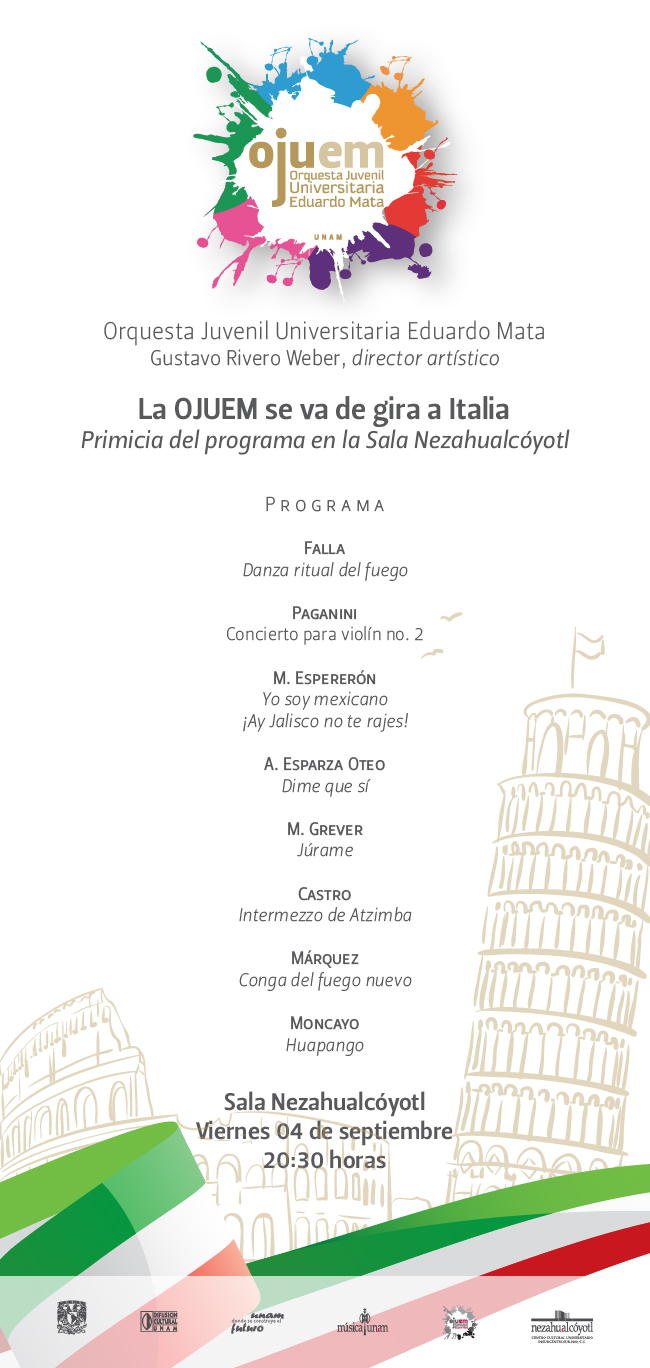 ojuem
Orquesta Juvenil
Universitaria
Eduardo Mata
UNAM
Orquesta Juvenil Universitaria Eduardo Mata
Gustavo Rivero Weber, director artístico
La OJUEM se va de gira a Italia
Primicia del programa en la Sala Nezahualcóyotl
PROGRAMA
FALLA
Danza ritual del fuego
PAGANINI
Concierto para violín no. 2
M. ESPERERÓN
Yo soy mexicano
¡Ay Jalisco no te rajes!
A. ESPARZA OTEO
Dime que sí
M. GREVER
Júrame
CASTRO
Intermezzo de Atzimba
MÁRQUEZ
Conga del fuego nuevo
MONCAYO
Huapango
Sala Nezahualcóyotl
Viernes 04 de septiembre
20:30 horas
DIFUSIÓN
CULTURAL
UNAM
unam
donde se construye el
futuro
música unam
ojuem
nezahualcóyotl
CENTRO CULTURAL UNIVERSITARIO